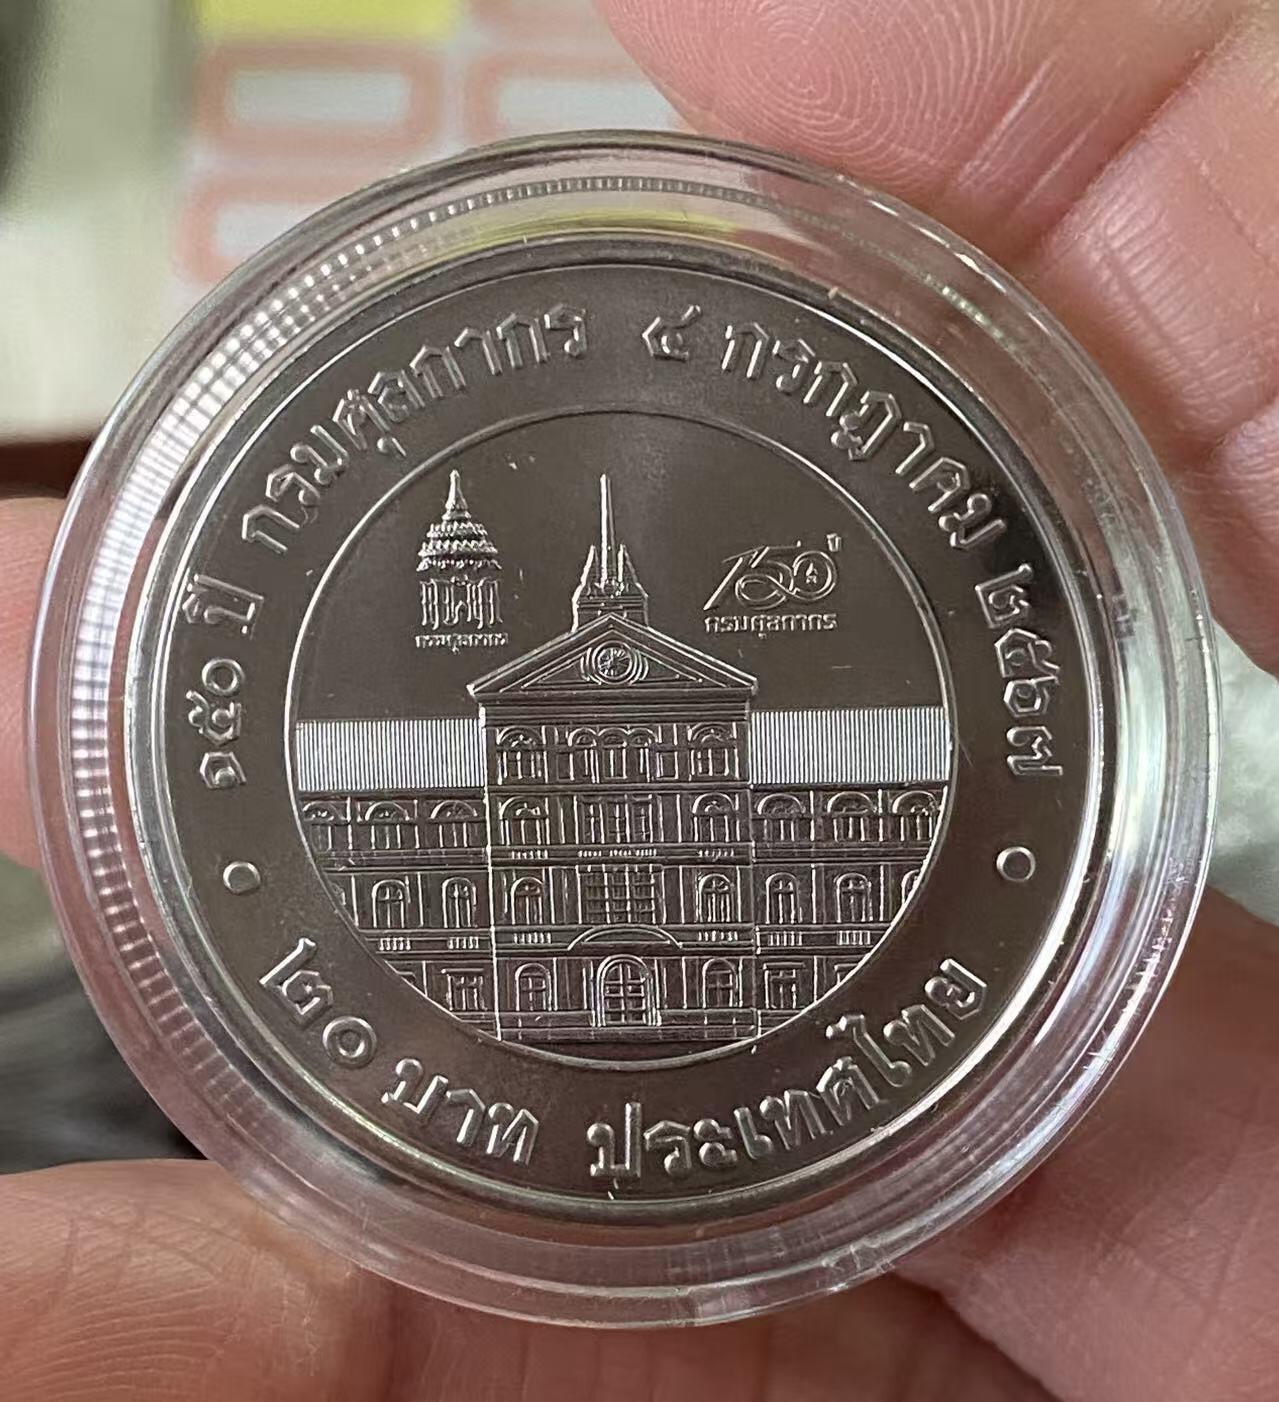 ๑๕๐ ปี กรมศุลกากร ๔ กรกฎาคม ๒๕๖๗
กรมศุลกากร
150 ปี
กรมศุลกากร
๒๐ บาท ประเทศไทย